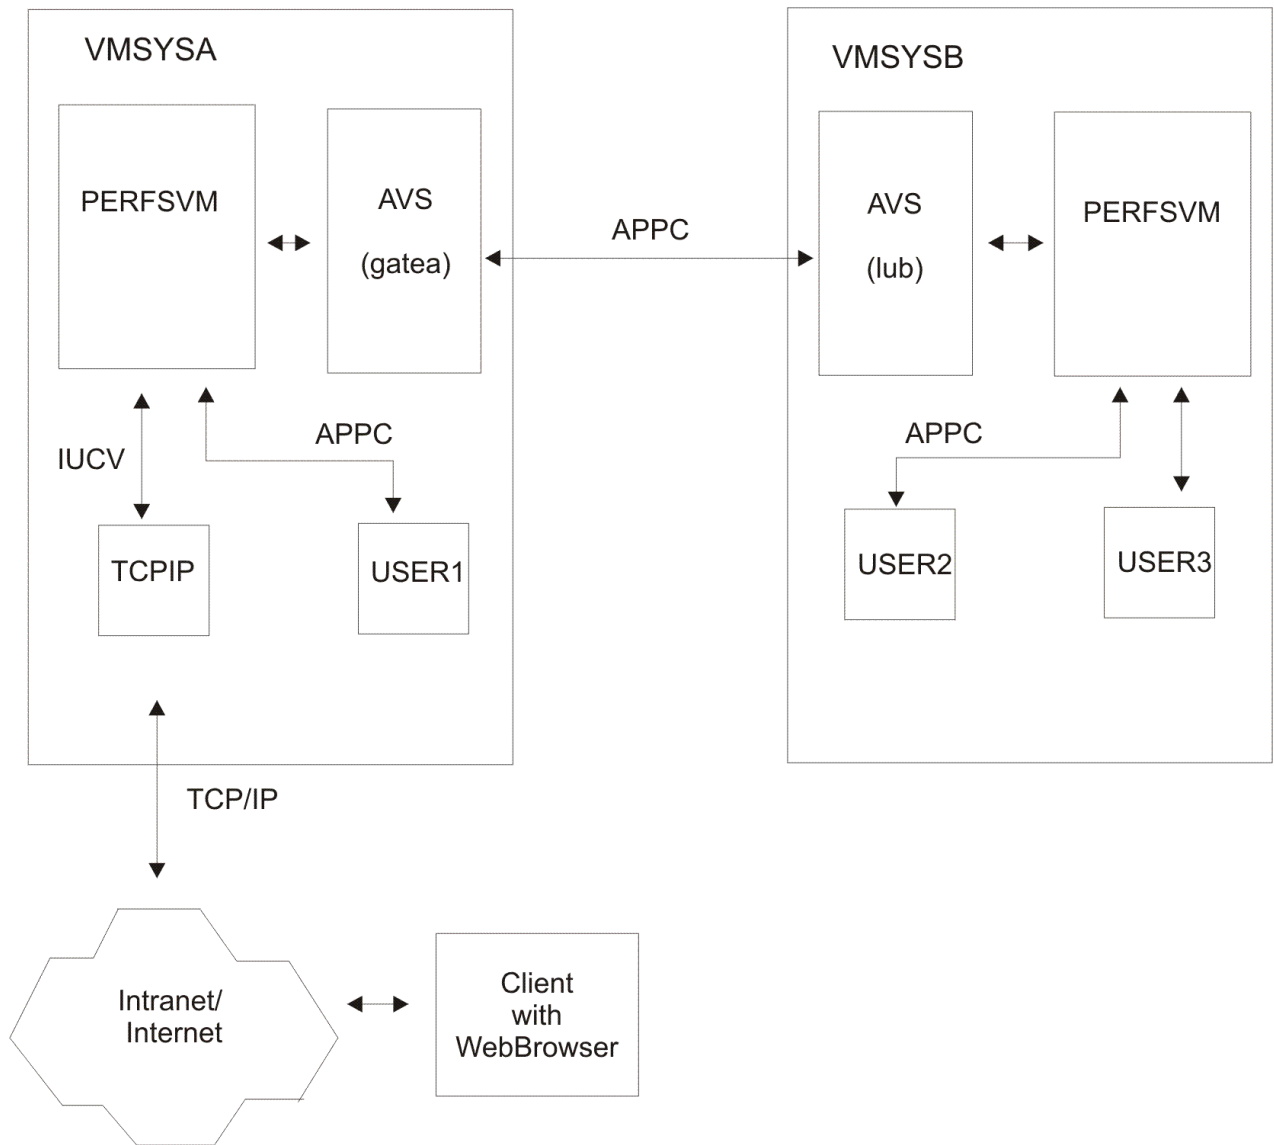 VMSYSA
PERFSVM
AVS
(gatea)
APPC
IUCV
APPC
TCPIP
USER1
VMSYSB
AVS
(lub)
PERFSVM
APPC
USER2
USER3
TCP/IP
Intranet/
Internet
Client
with
WebBrowser